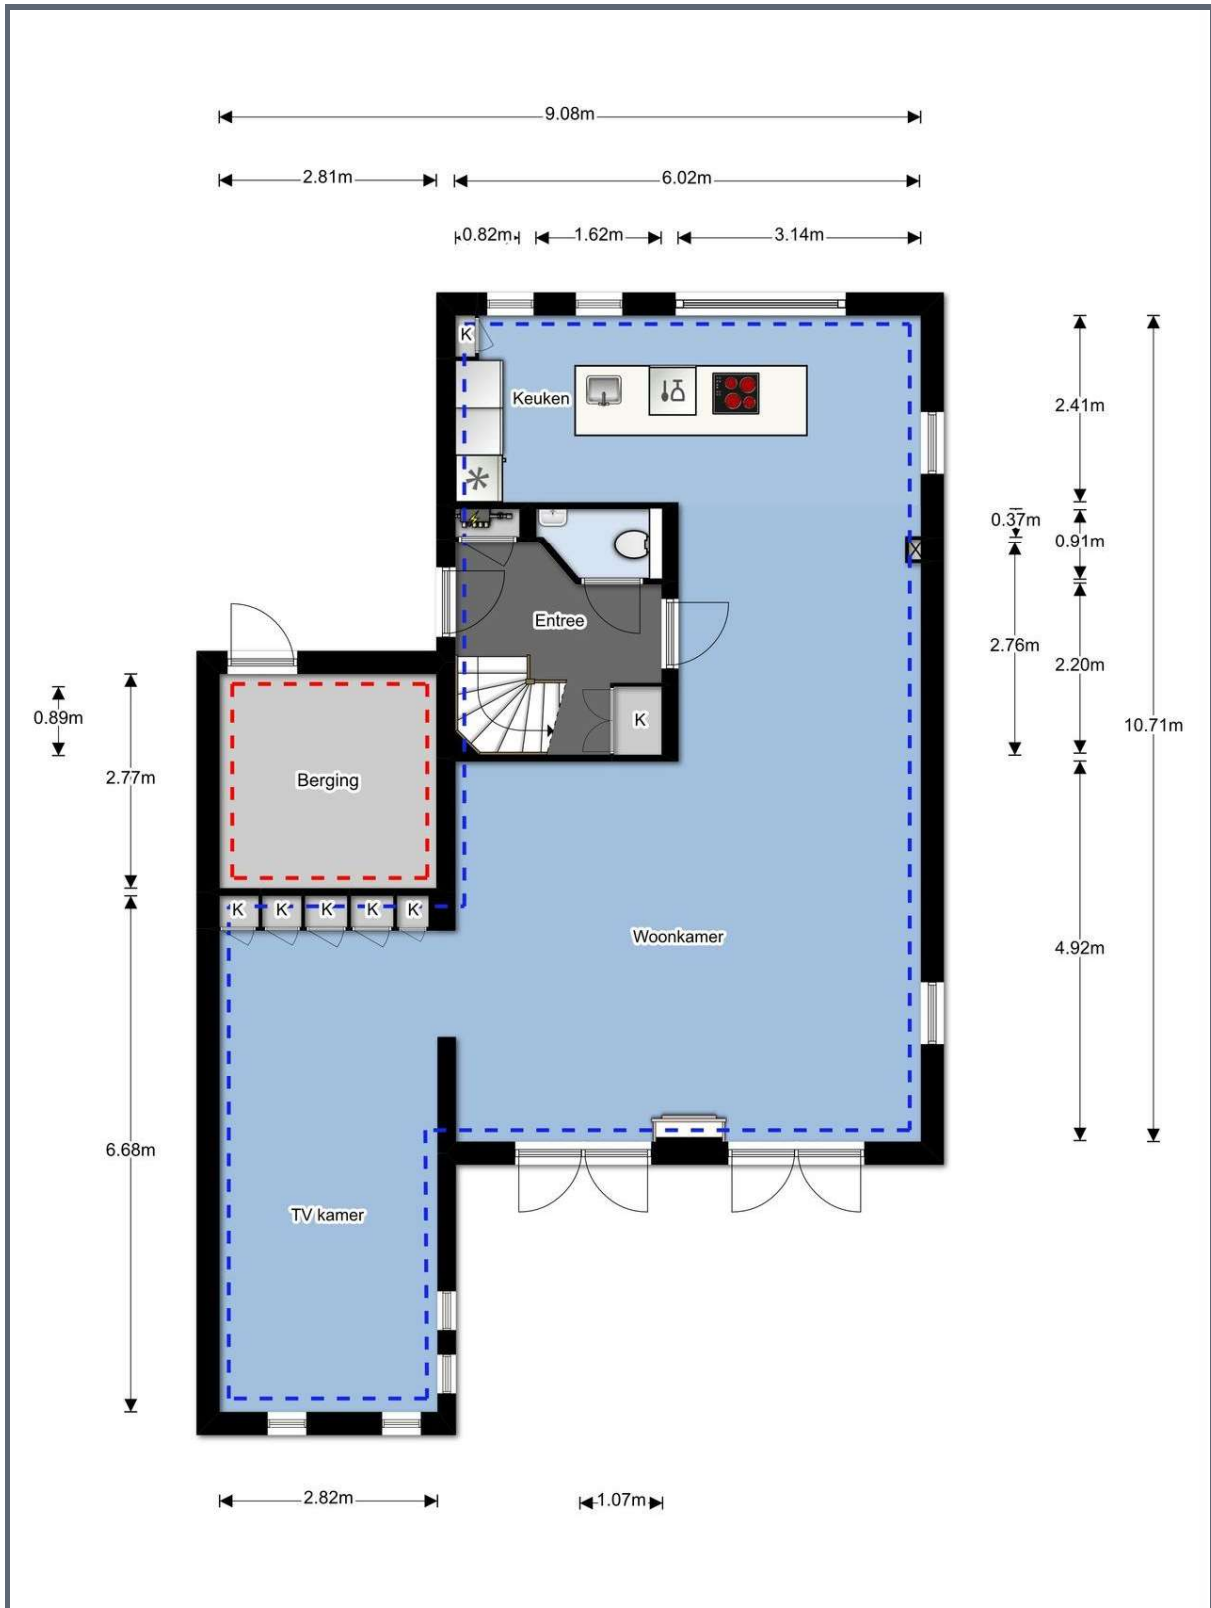 9.08m
2.81m
6.02m
0.82m
1.62m
3.14m
K
Keuken
2.41m
0.37m
0.91m
Entree
2.76m
2.20m
0.89m
K
10.71m
2.77m
Berging
K K K K K
Woonkamer
4.92m
6.68m
TV kamer
2.82m
1.07m